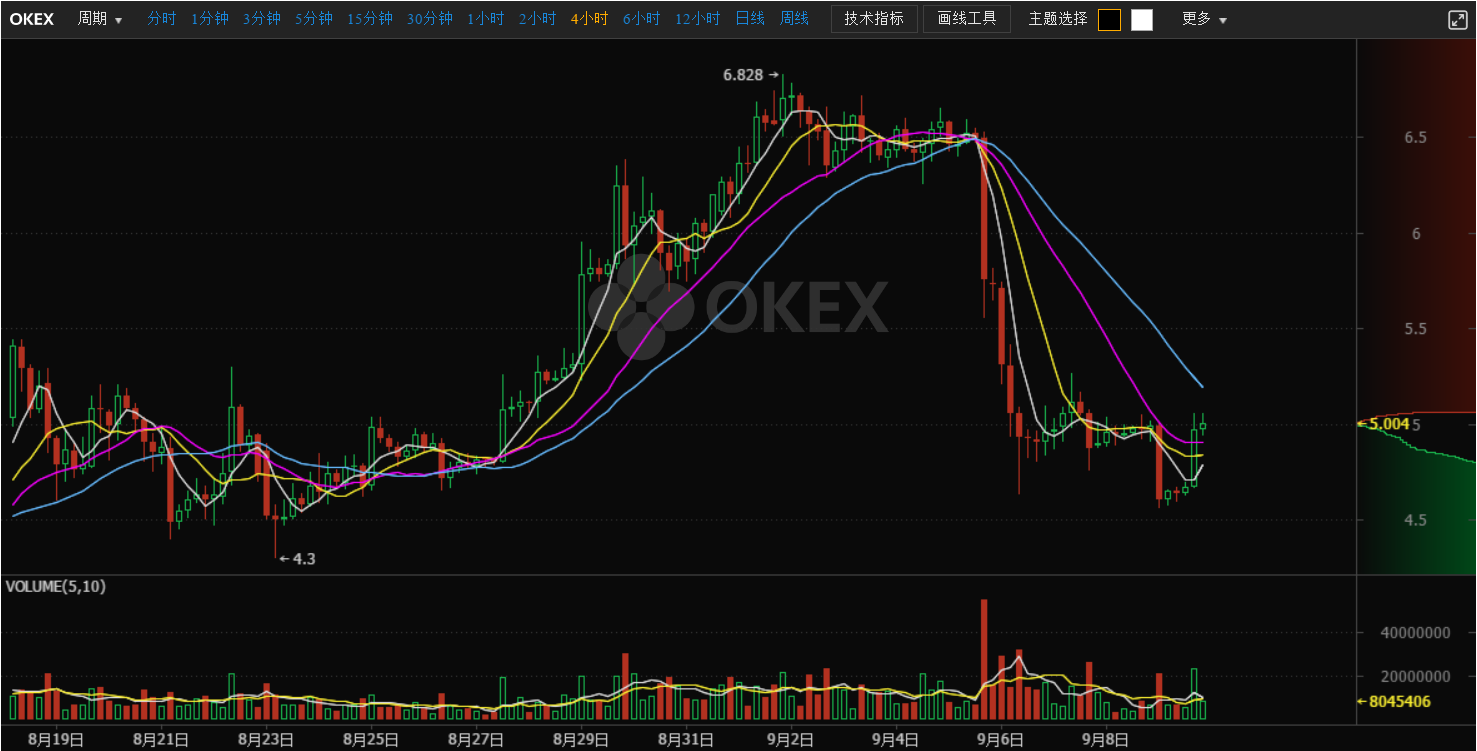 OKEX 周期 分时 1分钟 3分钟 5分钟 15分钟 30分钟 1小时 2小时 4小时 6小时 12小时 日线 周线 技术指标 画线工具 主题选择 更多
6.828
6.5
6
OKEX
5.5
5.004 5
4.5
4.3
VOLUME(5,10)
40000000
20000000
8045406
8月19日 8月21日 8月23日 8月25日 8月27日 8月29日 8月31日 9月2日 9月4日 9月6日 9月8日